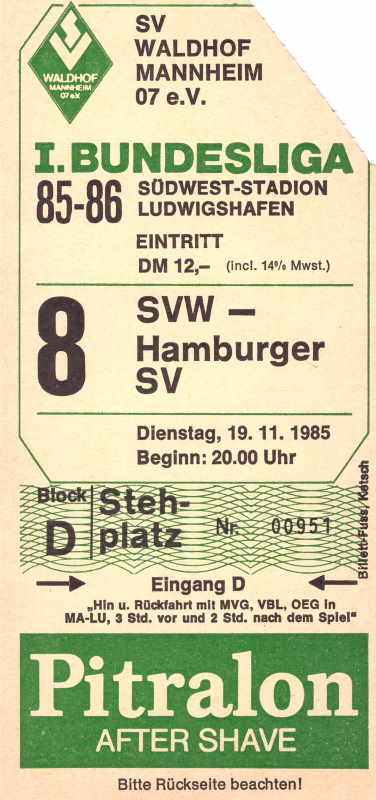 WALDHOF
MANNHEIM
07 e.V.
SV
WALDHOF
MANNHEIM
07 e.V.
I. BUNDESLIGA
85-86
SÜDWEST-STADION
LUDWIGSHAFEN
EINTRITT
DM 12,– (incl. 14% Mwst.)
8
SVW –
Hamburger
SV
Dienstag, 19. 11. 1985
Beginn: 20.00 Uhr
Block
D
Steh-
platz
Nr. 00951
Billett-Fuss, Ketsch
Eingang D
„Hin u. Rückfahrt mit MVG, VBL, OEG in
MA-LU, 3 Std. vor und 2 Std. nach dem Spiel"
Pitralon
AFTER SHAVE
Bitte Rückseite beachten!